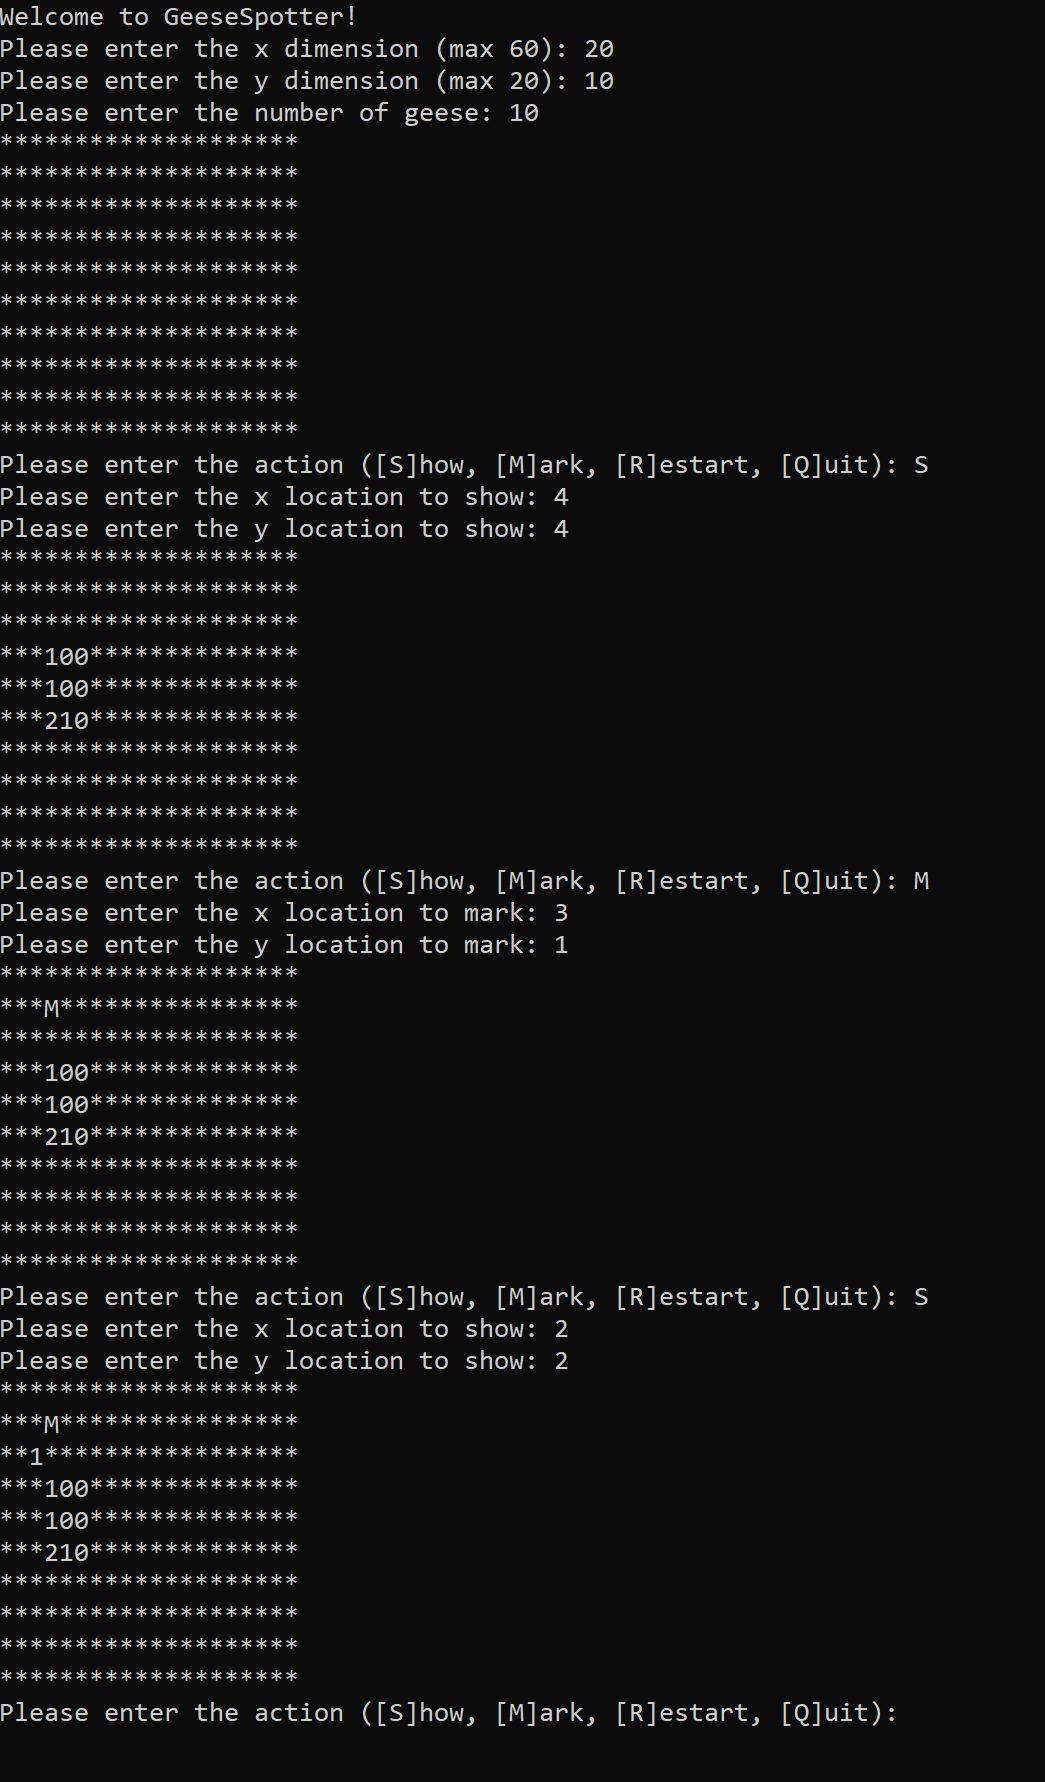 Welcome to GeeseSpotter!
Please enter the x dimension (max 60): 20
Please enter the y dimension (max 20): 10
Please enter the number of geese: 10
********************
********************
********************
********************
********************
********************
********************
********************
********************
********************
Please enter the action ([S]how, [M]ark, [R]estart, [Q]uit): S
Please enter the x location to show: 4
Please enter the y location to show: 4
********************
********************
********************
***100**************
***100**************
***210**************
********************
********************
********************
********************
Please enter the action ([S]how, [M]ark, [R]estart, [Q]uit): M
Please enter the x location to mark: 3
Please enter the y location to mark: 1
********************
***M****************
********************
***100**************
***100**************
***210**************
********************
********************
********************
********************
Please enter the action ([S]how, [M]ark, [R]estart, [Q]uit): S
Please enter the x location to show: 2
Please enter the y location to show: 2
********************
***M****************
**1*****************
***100**************
***100**************
***210**************
********************
********************
********************
********************
Please enter the action ([S]how, [M]ark, [R]estart, [Q]uit):